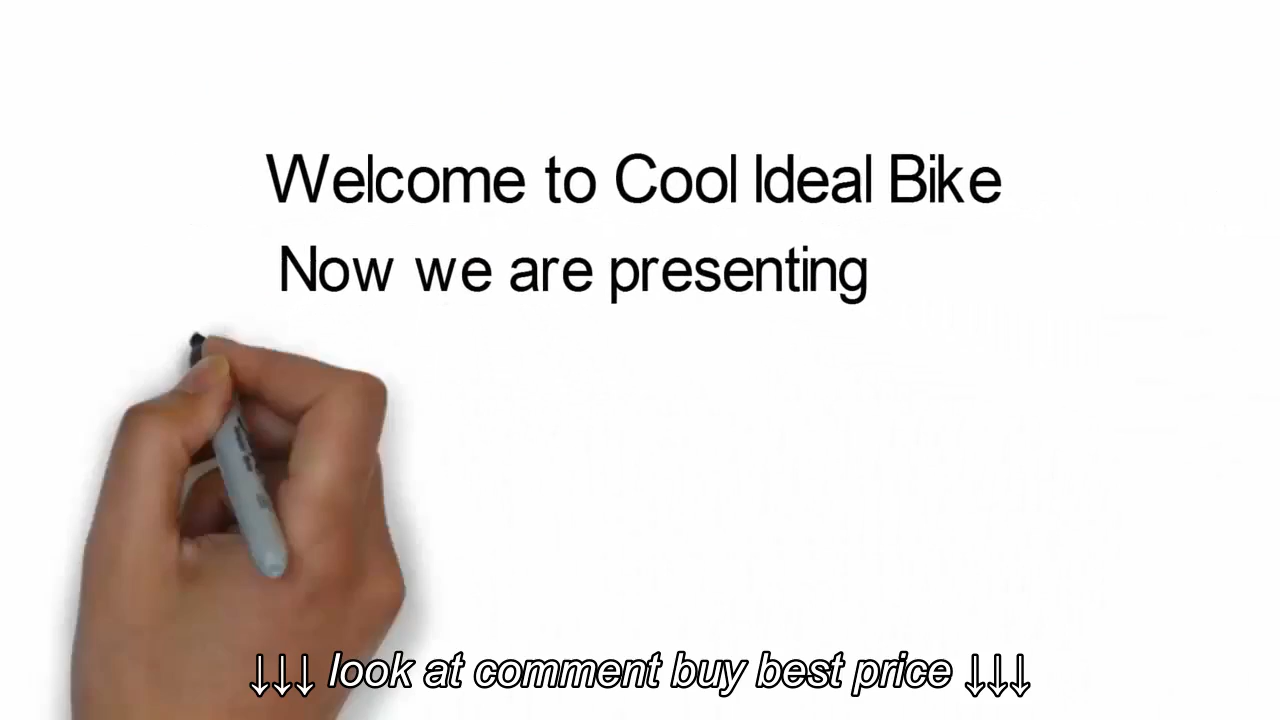 Welcome to Cool Ideal Bike
Now we are presenting
↓↓↓ look at comment buy best price ↓↓↓